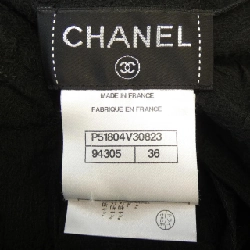 CHANEL
MADE IN FRANCE
FABRIQUE EN FRANCE
P51804V30823
94305 36